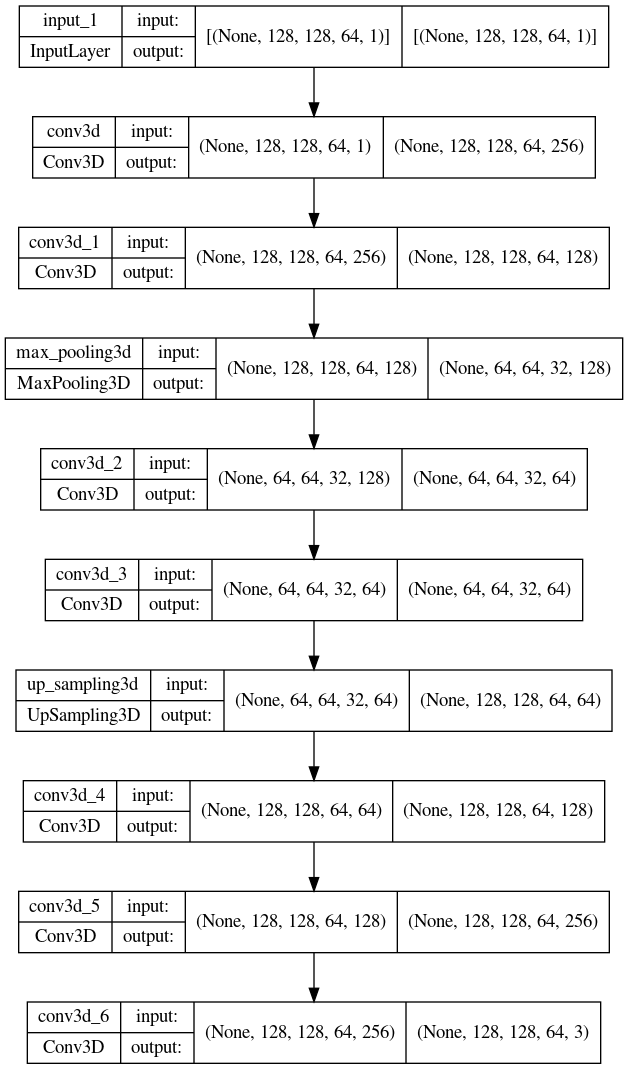 input_1 input: [(None, 128, 128, 64, 1)] [(None, 128, 128, 64, 1)]
InputLayer output:
conv3d input: (None, 128, 128, 64, 1) (None, 128, 128, 64, 256)
Conv3D output:
conv3d_1 input: (None, 128, 128, 64, 256) (None, 128, 128, 64, 128)
Conv3D output:
max_pooling3d input: (None, 128, 128, 64, 128) (None, 64, 64, 32, 128)
MaxPooling3D output:
conv3d_2 input: (None, 64, 64, 32, 128) (None, 64, 64, 32, 64)
Conv3D output:
conv3d_3 input: (None, 64, 64, 32, 64) (None, 64, 64, 32, 64)
Conv3D output:
up_sampling3d input: (None, 64, 64, 32, 64) (None, 128, 128, 64, 64)
UpSampling3D output:
conv3d_4 input: (None, 128, 128, 64, 64) (None, 128, 128, 64, 128)
Conv3D output:
conv3d_5 input: (None, 128, 128, 64, 128) (None, 128, 128, 64, 256)
Conv3D output:
conv3d_6 input: (None, 128, 128, 64, 256) (None, 128, 128, 64, 3)
Conv3D output: